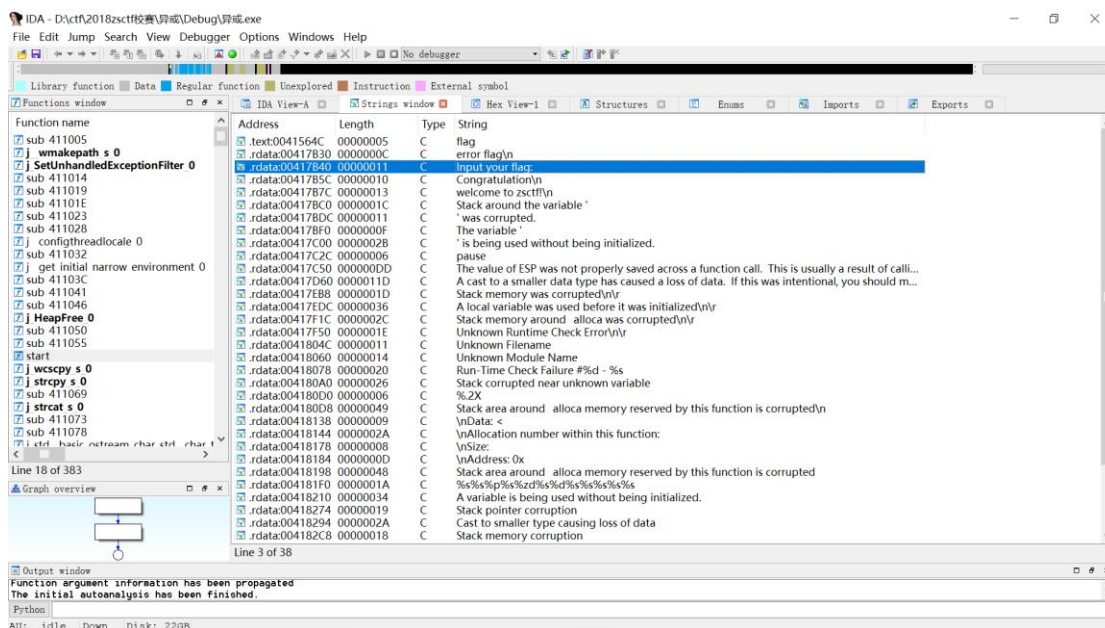 IDA - D:\ctf\2018zsctf校赛\异或\Debug\异或.exe
File Edit Jump Search View Debugger Options Windows Help
No debugger
Library function Data Regular function Unexplored Instruction External symbol
Functions window
IDA View-A Strings window Hex View-1 Structures Enums Imports Exports
Function name
sub 411005
j wmakepath s 0
j SetUnhandledExceptionFilter 0
sub 411014
sub 411019
sub 41101E
sub 411023
sub 411028
j configthreadlocale 0
sub 411032
j get initial narrow environment 0
sub 41103C
sub 411041
sub 411046
j HeapFree 0
sub 411050
sub 411055
start
j wcscpy s 0
j strcpy s 0
sub 411069
j strcat s 0
sub 411073
sub 411078
j std basic ostream char std char t
Line 18 of 383
Graph overview
Address Length Type String
.text:0041564C 00000005 C flag
.rdata:00417B30 0000000C C error flag\n
.rdata:00417B40 00000011 C Input your flag:
.rdata:00417B5C 00000010 C Congratulation\n
.rdata:00417B7C 00000013 C welcome to zsctf!\n
.rdata:00417BC0 0000001C C Stack around the variable '
.rdata:00417BDC 00000011 C ' was corrupted.
.rdata:00417BF0 0000000F C The variable '
.rdata:00417C00 0000002B C ' is being used without being initialized.
.rdata:00417C2C 00000006 C pause
.rdata:00417C50 000000DD C The value of ESP was not properly saved across a function call. This is usually a result of calli...
.rdata:00417D60 0000011D C A cast to a smaller data type has caused a loss of data. If this was intentional, you should m...
.rdata:00417EB8 0000001D C Stack memory was corrupted\n\r
.rdata:00417EDC 00000036 C A local variable was used before it was initialized\n\r
.rdata:00417F1C 0000002C C Stack memory around alloca was corrupted\n\r
.rdata:00417F50 0000001E C Unknown Runtime Check Error\n\r
.rdata:0041804C 00000011 C Unknown Filename
.rdata:00418060 00000014 C Unknown Module Name
.rdata:00418078 00000020 C Run-Time Check Failure #%d - %s
.rdata:004180A0 00000026 C Stack corrupted near unknown variable
.rdata:004180D0 00000006 C %.2X
.rdata:004180D8 00000049 C Stack area around alloca memory reserved by this function is corrupted\n
.rdata:00418138 00000009 C \nData: <
.rdata:00418144 0000002A C \nAllocation number within this function:
.rdata:00418178 00000008 C \nSize:
.rdata:00418184 0000000D C \nAddress: 0x
.rdata:00418198 00000048 C Stack area around alloca memory reserved by this function is corrupted
.rdata:004181F0 0000001A C %s%s%p%s%zd%s%d%s%s%s%s%s
.rdata:00418210 00000034 C A variable is being used without being initialized.
.rdata:00418274 00000019 C Stack pointer corruption
.rdata:00418294 0000002A C Cast to smaller type causing loss of data
.rdata:004182C8 00000018 C Stack memory corruption
Line 3 of 38
Output window
Function argument information has been propagated
The initial autoanalysis has been finished.
Python
AU: idle Down Disk: 22GB